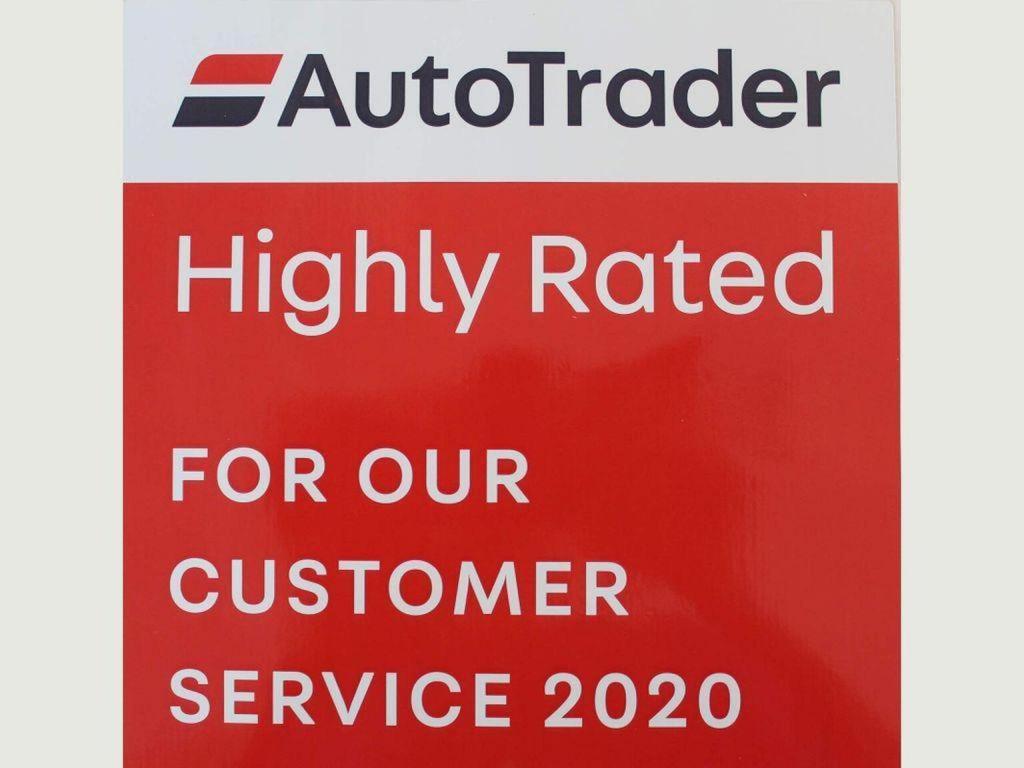 AutoTrader
Highly Rated
FOR OUR
CUSTOMER
SERVICE 2020